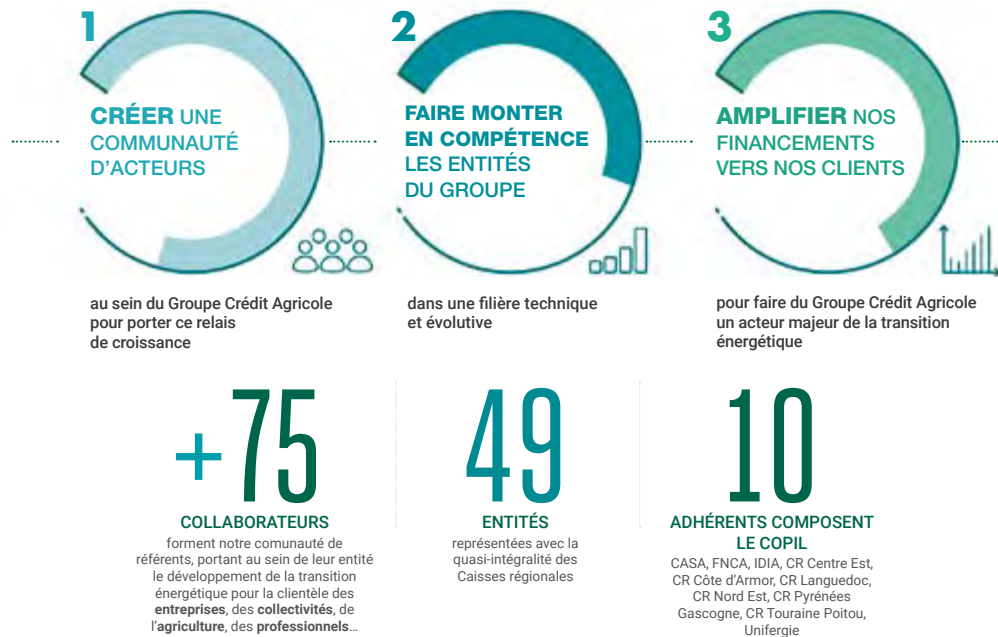 1
CRÉER UNE
COMMUNAUTÉ
D'ACTEURS
au sein du Groupe Crédit Agricole
pour porter ce relais
de croissance
2
FAIRE MONTER
EN COMPÉTENCE
LES ENTITÉS
DU GROUPE
dans une filière technique
et évolutive
3
AMPLIFIER NOS
FINANCEMENTS
VERS NOS CLIENTS
pour faire du Groupe Crédit Agricole
un acteur majeur de la transition
énergétique
+75
COLLABORATEURS
forment notre comunauté de
référents, portant au sein de leur entité
le développement de la transition
énergétique pour la clientèle des
entreprises, des collectivités, de
l'agriculture, des professionnels…
49
ENTITÉS
représentées avec la
quasi-intégralité des
Caisses régionales
10
ADHÉRENTS COMPOSENT
LE COPIL
CASA, FNCA, IDIA, CR Centre Est,
CR Côte d'Armor, CR Languedoc,
CR Nord Est, CR Pyrénées
Gascogne, CR Touraine Poitou,
Unifergie